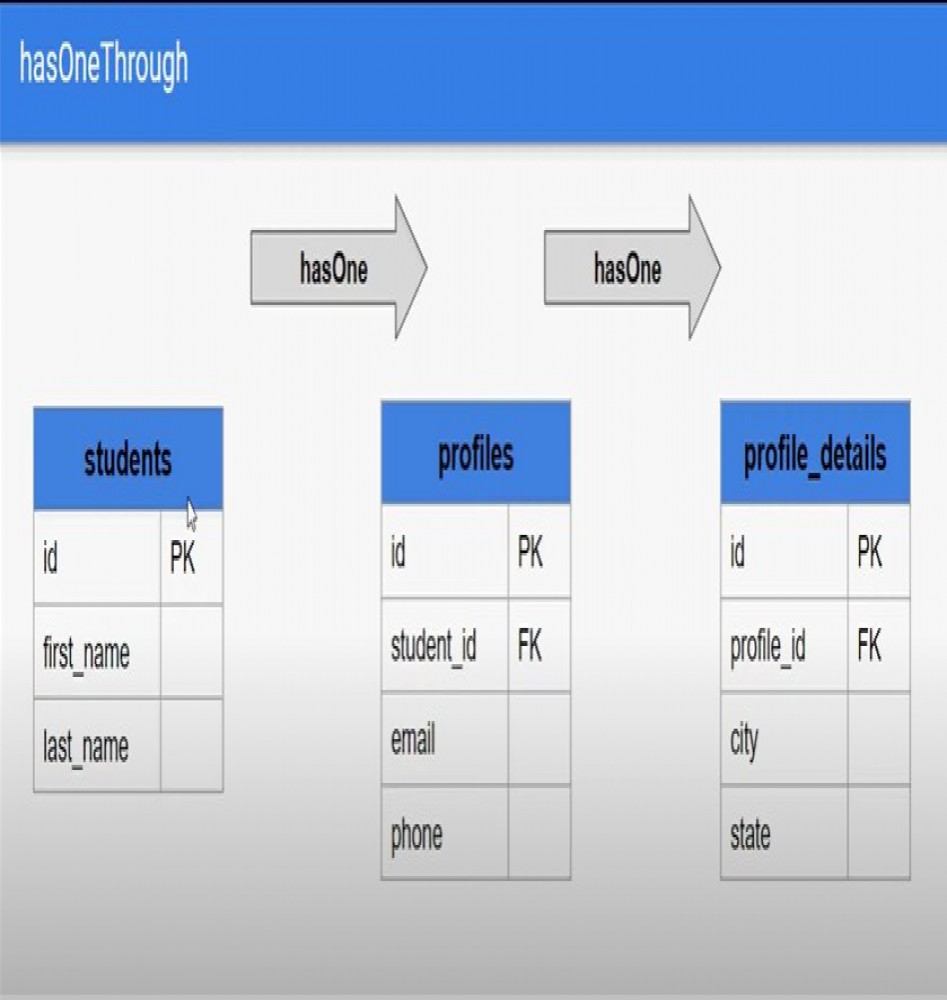 hasOneThrough
hasOne
hasOne
students
id PK
first_name
last_name
profiles
id PK
student_id FK
email
phone
profile_details
id PK
profile_id FK
city
state